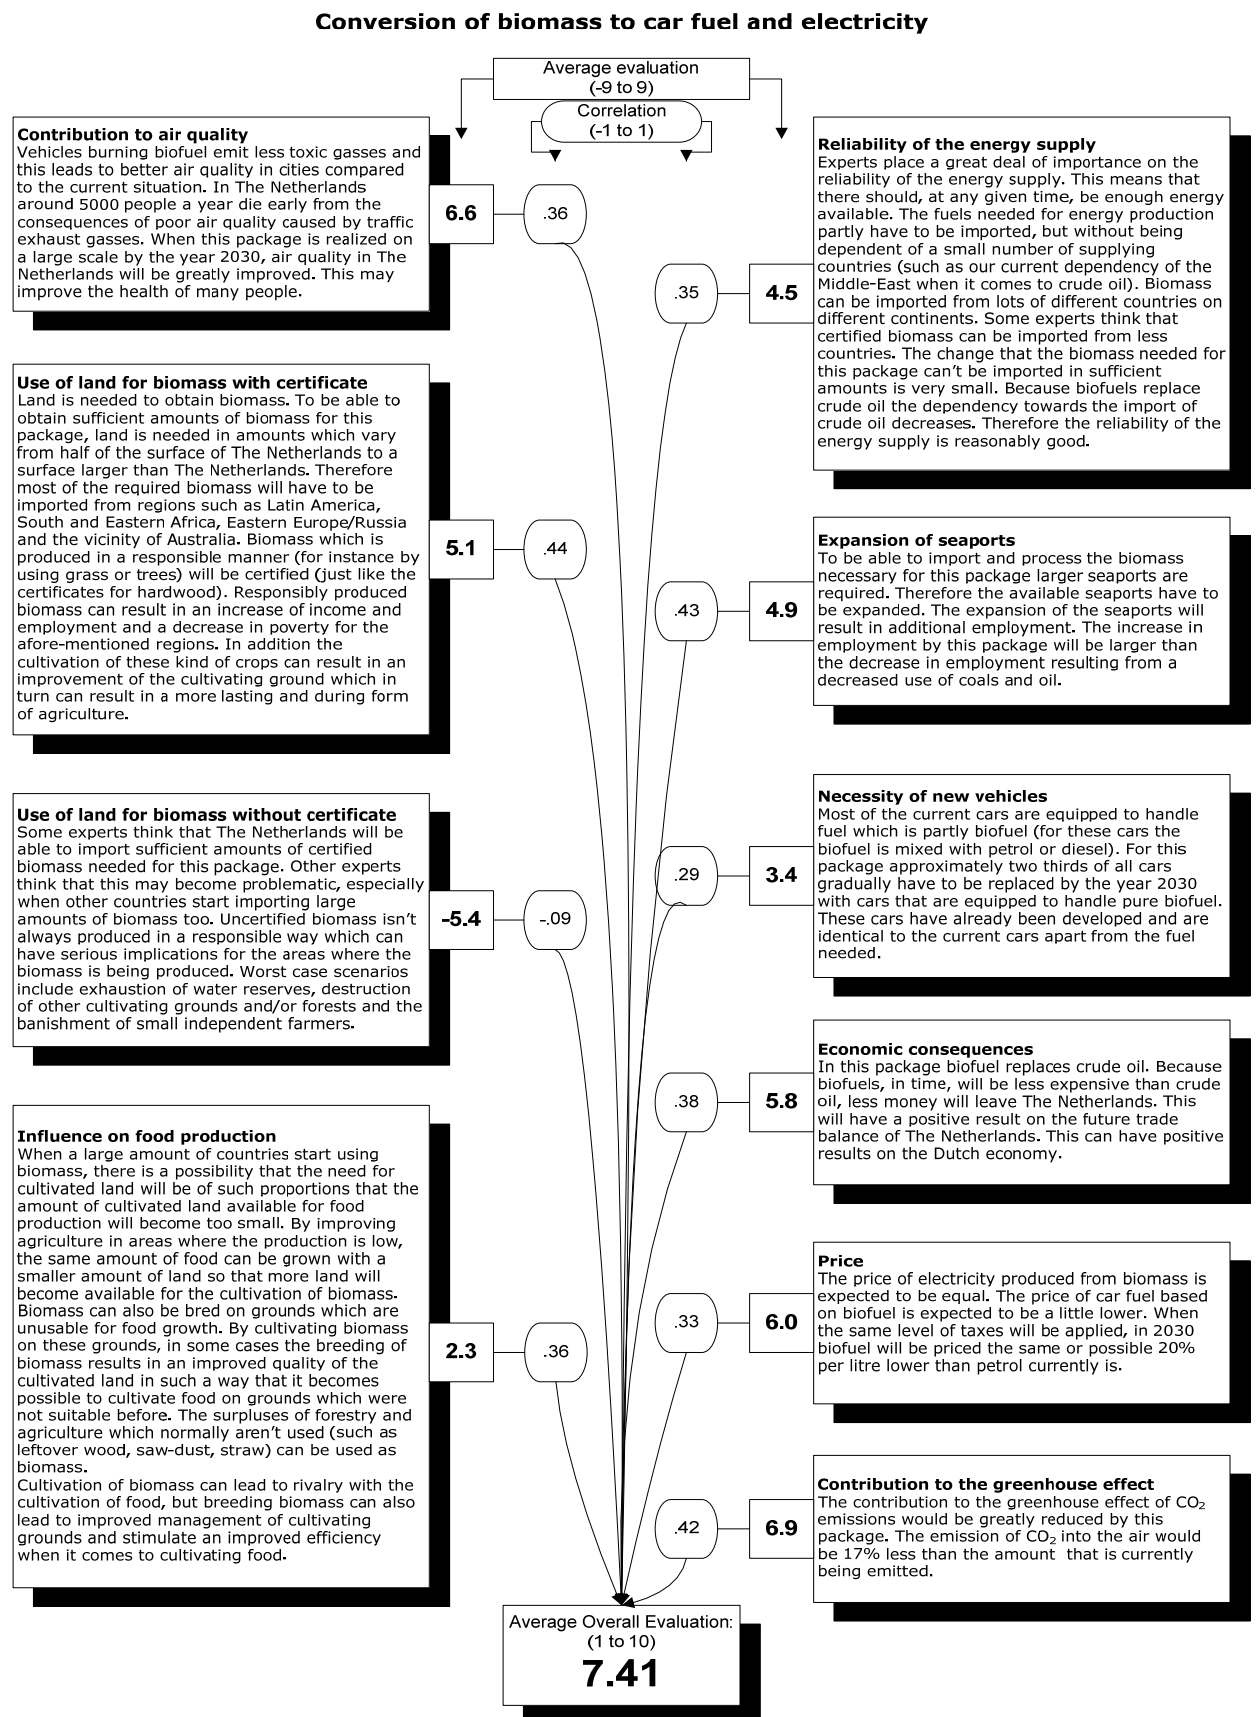 Conversion of biomass to car fuel and electricity
Average evaluation
(-9 to 9)
Correlation
(-1 to 1)
Contribution to air quality
Vehicles burning biofuel emit less toxic gasses and
this leads to better air quality in cities compared
to the current situation. In The Netherlands
around 5000 people a year die early from the
consequences of poor air quality caused by traffic
exhaust gasses. When this package is realized on
a large scale by the year 2030, air quality in The
Netherlands will be greatly improved. This may
improve the health of many people.
6.6
.36
Use of land for biomass with certificate
Land is needed to obtain biomass. To be able to
obtain sufficient amounts of biomass for this
package, land is needed in amounts which vary
from half of the surface of The Netherlands to a
surface larger than The Netherlands. Therefore
most of the required biomass will have to be
imported from regions such as Latin America,
South and Eastern Africa, Eastern Europe/Russia
and the vicinity of Australia. Biomass which is
produced in a responsible manner (for instance by
using grass or trees) will be certified (just like the
certificates for hardwood). Responsibly produced
biomass can result in an increase of income and
employment and a decrease in poverty for the
afore-mentioned regions. In addition the
cultivation of these kind of crops can result in an
improvement of the cultivating ground which in
turn can result in a more lasting and during form
of agriculture.
5.1
.44
Use of land for biomass without certificate
Some experts think that The Netherlands will be
able to import sufficient amounts of certified
biomass needed for this package. Other experts
think that this may become problematic, especially
when other countries start importing large
amounts of biomass too. Uncertified biomass isn't
always produced in a responsible way which can
have serious implications for the areas where the
biomass is being produced. Worst case scenarios
include exhaustion of water reserves, destruction
of other cultivating grounds and/or forests and the
banishment of small independent farmers.
-5.4
-.09
Influence on food production
When a large amount of countries start using
biomass, there is a possibility that the need for
cultivated land will be of such proportions that the
amount of cultivated land available for food
production will become too small. By improving
agriculture in areas where the production is low,
the same amount of food can be grown with a
smaller amount of land so that more land will
become available for the cultivation of biomass.
Biomass can also be bred on grounds which are
unusable for food growth. By cultivating biomass
on these grounds, in some cases the breeding of
biomass results in an improved quality of the
cultivated land in such a way that it becomes
possible to cultivate food on grounds which were
not suitable before. The surpluses of forestry and
agriculture which normally aren't used (such as
leftover wood, saw-dust, straw) can be used as
biomass.
Cultivation of biomass can lead to rivalry with the
cultivation of food, but breeding biomass can also
lead to improved management of cultivating
grounds and stimulate an improved efficiency
when it comes to cultivating food.
2.3
.36
Reliability of the energy supply
Experts place a great deal of importance on the
reliability of the energy supply. This means that
there should, at any given time, be enough energy
available. The fuels needed for energy production
partly have to be imported, but without being
dependent of a small number of supplying
countries (such as our current dependency of the
Middle-East when it comes to crude oil). Biomass
can be imported from lots of different countries on
different continents. Some experts think that
certified biomass can be imported from less
countries. The change that the biomass needed for
this package can't be imported in sufficient
amounts is very small. Because biofuels replace
crude oil the dependency towards the import of
crude oil decreases. Therefore the reliability of the
energy supply is reasonably good.
.35
4.5
Expansion of seaports
To be able to import and process the biomass
necessary for this package larger seaports are
required. Therefore the available seaports have to
be expanded. The expansion of the seaports will
result in additional employment. The increase in
employment by this package will be larger than
the decrease in employment resulting from a
decreased use of coals and oil.
.43
4.9
Necessity of new vehicles
Most of the current cars are equipped to handle
fuel which is partly biofuel (for these cars the
biofuel is mixed with petrol or diesel). For this
package approximately two thirds of all cars
gradually have to be replaced by the year 2030
with cars that are equipped to handle pure biofuel.
These cars have already been developed and are
identical to the current cars apart from the fuel
needed.
.29
3.4
Economic consequences
In this package biofuel replaces crude oil. Because
biofuels, in time, will be less expensive than crude
oil, less money will leave The Netherlands. This
will have a positive result on the future trade
balance of The Netherlands. This can have positive
results on the Dutch economy.
.38
5.8
Price
The price of electricity produced from biomass is
expected to be equal. The price of car fuel based
on biofuel is expected to be a little lower. When
the same level of taxes will be applied, in 2030
biofuel will be priced the same or possible 20%
per litre lower than petrol currently is.
.33
6.0
Contribution to the greenhouse effect
The contribution to the greenhouse effect of CO₂
emissions would be greatly reduced by this
package. The emission of CO₂ into the air would
be 17% less than the amount that is currently
being emitted.
.42
6.9
Average Overall Evaluation:
(1 to 10)
7.41